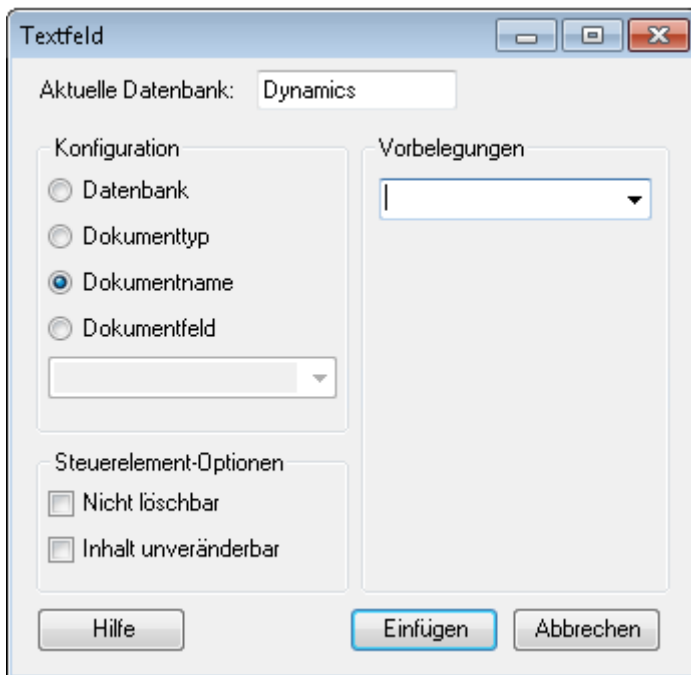 Textfeld
Aktuelle Datenbank: Dynamics
Konfiguration
Datenbank
Dokumenttyp
Dokumentname
Dokumentfeld
Steuerelement-Optionen
Nicht löschbar
Inhalt unveränderbar
Vorbelegungen
Hilfe
Einfügen
Abbrechen